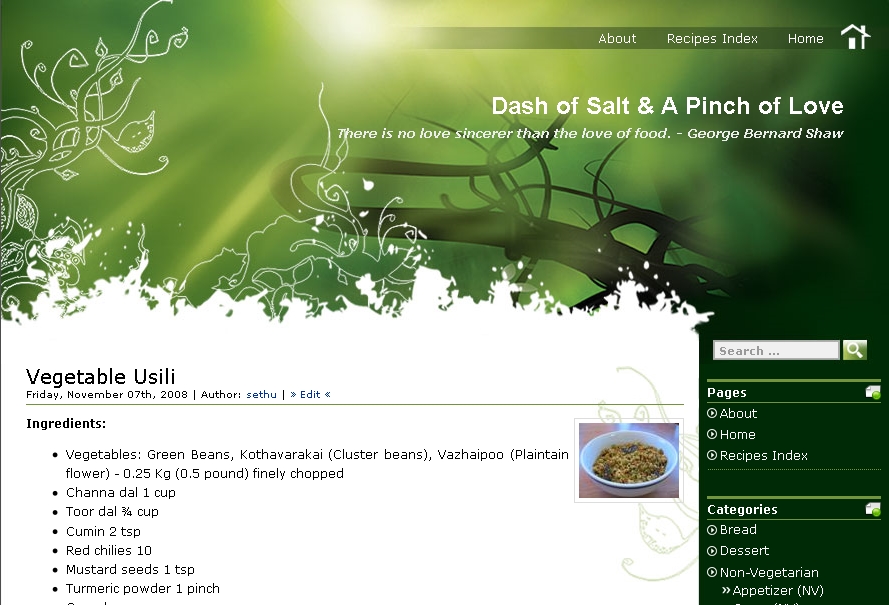 About Recipes Index Home
Dash of Salt & A Pinch of Love
There is no love sincerer than the love of food. - George Bernard Shaw
Search ...
Vegetable Usili
Friday, November 07th, 2008 | Author: sethu | » Edit «
Ingredients:
• Vegetables: Green Beans, Kothavarakai (Cluster beans), Vazhaipoo (Plaintain
flower) - 0.25 Kg (0.5 pound) finely chopped
• Channa dal 1 cup
• Toor dal ¾ cup
• Cumin 2 tsp
• Red chilies 10
• Mustard seeds 1 tsp
• Turmeric powder 1 pinch
Pages
About
Home
Recipes Index
Categories
Bread
Dessert
Non-Vegetarian
» Appetizer (NV)